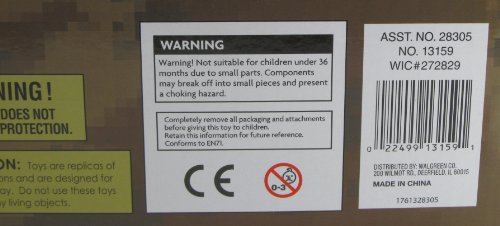 NING!
DOES NOT
PROTECTION.
ON: Toys are replicas of
ons and are designed for
ay. Do not use these toys
y living objects.
WARNING
Warning! Not suitable for children under 36
months due to small parts. Components
may break off into small pieces and present
a choking hazard.
Completely remove all packaging and attachments
before giving this toy to children.
Retain this information for future reference.
Conforms to EN71.
CE
0-3
ASST. NO. 28305
NO. 13159
WIC#272829
0 22499 13159 1
DISTRIBUTED BY: WALGREEN CO.
200 WILMOT RD., DEERFIELD, IL 60015
MADE IN CHINA
1761328305